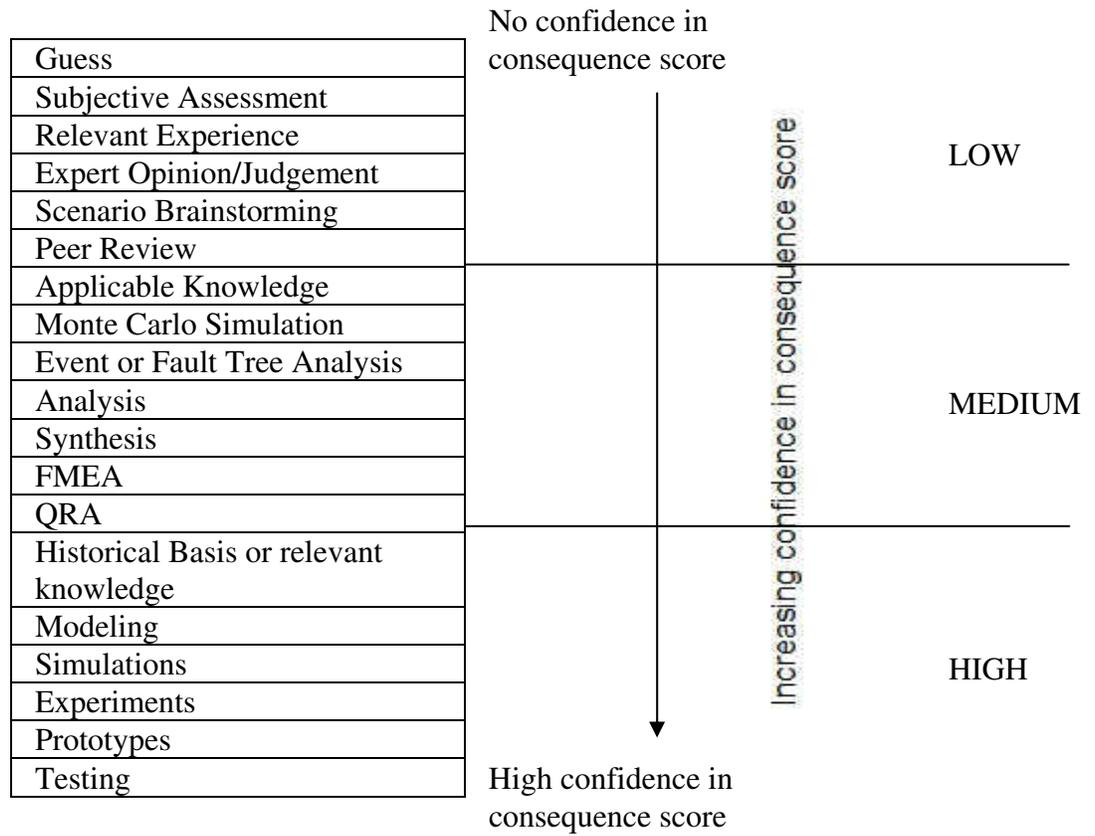 No confidence in
consequence score
Guess
Subjective Assessment
Relevant Experience
Expert Opinion/Judgement
Scenario Brainstorming
Peer Review
Applicable Knowledge
Monte Carlo Simulation
Event or Fault Tree Analysis
Analysis
Synthesis
FMEA
QRA
Historical Basis or relevant
knowledge
Modeling
Simulations
Experiments
Prototypes
Testing
Increasing confidence in consequence score
LOW
MEDIUM
HIGH
High confidence in
consequence score